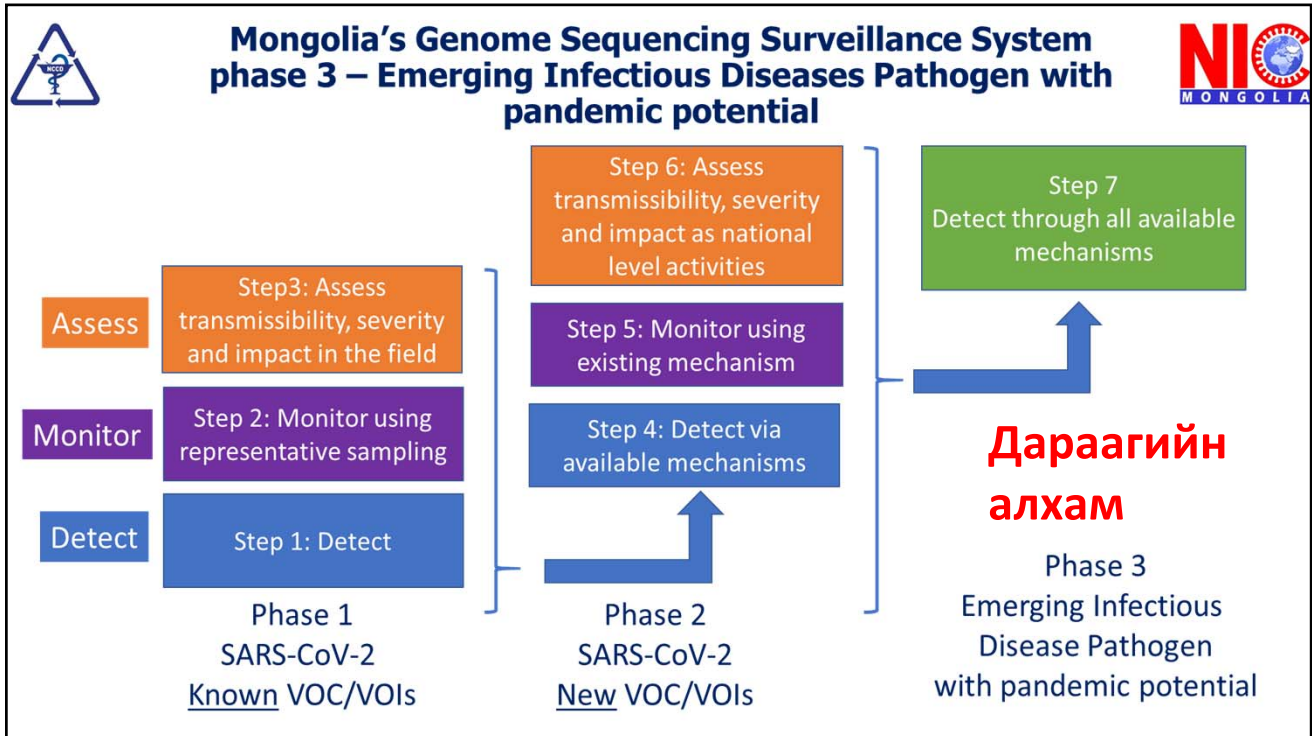 NCCD
Mongolia’s Genome Sequencing Surveillance System
phase 3 – Emerging Infectious Diseases Pathogen with
pandemic potential
NIC
MONGOLIA
Assess
Monitor
Detect
Step3: Assess
transmissibility, severity
and impact in the field
Step 2: Monitor using
representative sampling
Step 1: Detect
Phase 1
SARS-CoV-2
Known VOC/VOIs
Step 6: Assess
transmissibility, severity
and impact as national
level activities
Step 5: Monitor using
existing mechanism
Step 4: Detect via
available mechanisms
Phase 2
SARS-CoV-2
New VOC/VOIs
Step 7
Detect through all available
mechanisms
Дараагийн
алхам
Phase 3
Emerging Infectious
Disease Pathogen
with pandemic potential